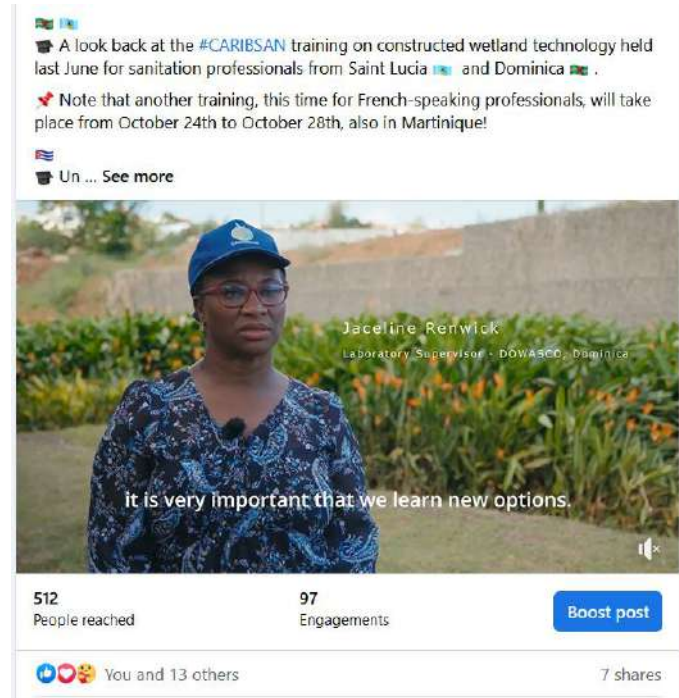 A look back at the #CARIBSAN training on constructed wetland technology held
last June for sanitation professionals from Saint Lucia and Dominica .
Note that another training, this time for French-speaking professionals, will take
place from October 24th to October 28th, also in Martinique!
Un ... See more
Jaceline Renwick
Laboratory Supervisor - DOWASCO, Dominica
it is very important that we learn new options.
512
People reached
97
Engagements
Boost post
You and 13 others
7 shares